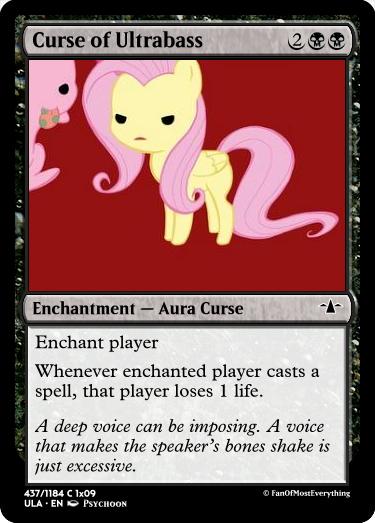 Curse of Ultrabass 2
Enchantment — Aura Curse
Enchant player
Whenever enchanted player casts a
spell, that player loses 1 life.
A deep voice can be imposing. A voice
that makes the speaker's bones shake is
just excessive.
437/1184 C 1x09
ULA • EN Psychoon
© FanOfMostEverything